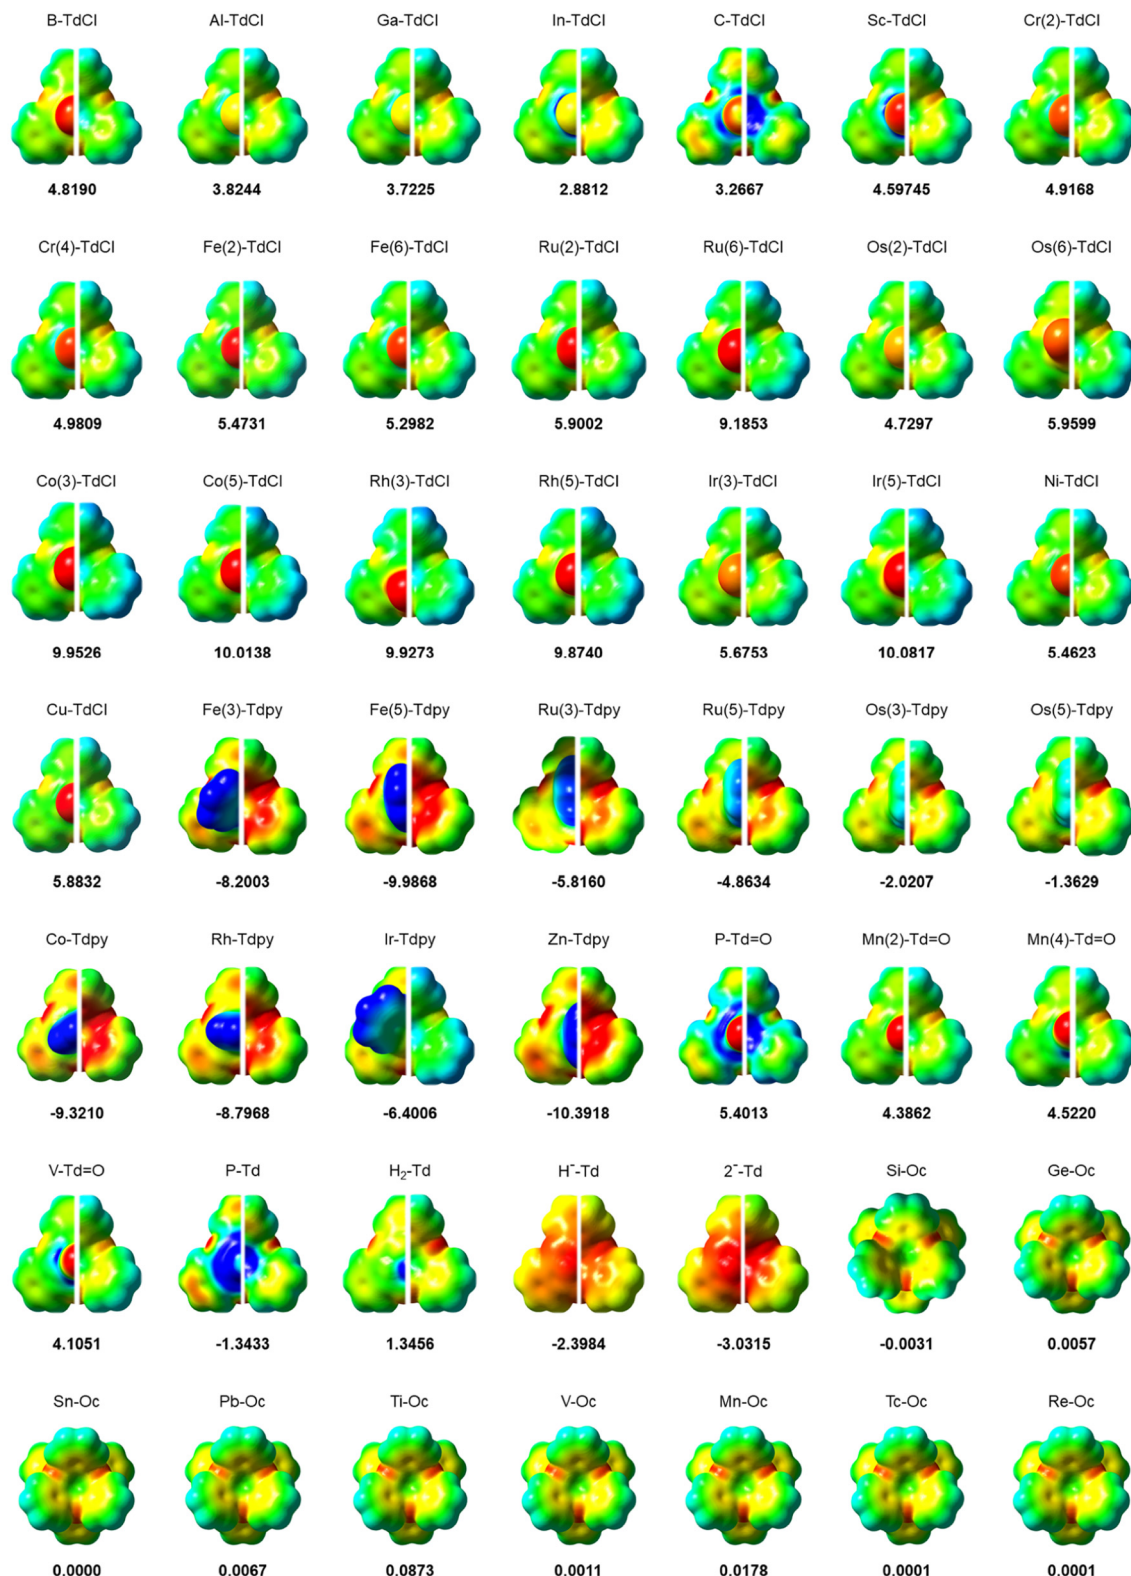 B-TdCl Al-TdCl Ga-TdCl In-TdCl C-TdCl Sc-TdCl Cr(2)-TdCl
4.8190 3.8244 3.7225 2.8812 3.2667 4.59745 4.9168
Cr(4)-TdCl Fe(2)-TdCl Fe(6)-TdCl Ru(2)-TdCl Ru(6)-TdCl Os(2)-TdCl Os(6)-TdCl
4.9809 5.4731 5.2982 5.9002 9.1853 4.7297 5.9599
Co(3)-TdCl Co(5)-TdCl Rh(3)-TdCl Rh(5)-TdCl Ir(3)-TdCl Ir(5)-TdCl Ni-TdCl
9.9526 10.0138 9.9273 9.8740 5.6753 10.0817 5.4623
Cu-TdCl Fe(3)-Tdpy Fe(5)-Tdpy Ru(3)-Tdpy Ru(5)-Tdpy Os(3)-Tdpy Os(5)-Tdpy
5.8832 -8.2003 -9.9868 -5.8160 -4.8634 -2.0207 -1.3629
Co-Tdpy Rh-Tdpy Ir-Tdpy Zn-Tdpy P-Td=O Mn(2)-Td=O Mn(4)-Td=O
-9.3210 -8.7968 -6.4006 -10.3918 5.4013 4.3862 4.5220
V-Td=O P-Td H₂-Td H⁻-Td 2⁻-Td Si-Oc Ge-Oc
4.1051 -1.3433 1.3456 -2.3984 -3.0315 -0.0031 0.0057
Sn-Oc Pb-Oc Ti-Oc V-Oc Mn-Oc Tc-Oc Re-Oc
0.0000 0.0067 0.0873 0.0011 0.0178 0.0001 0.0001